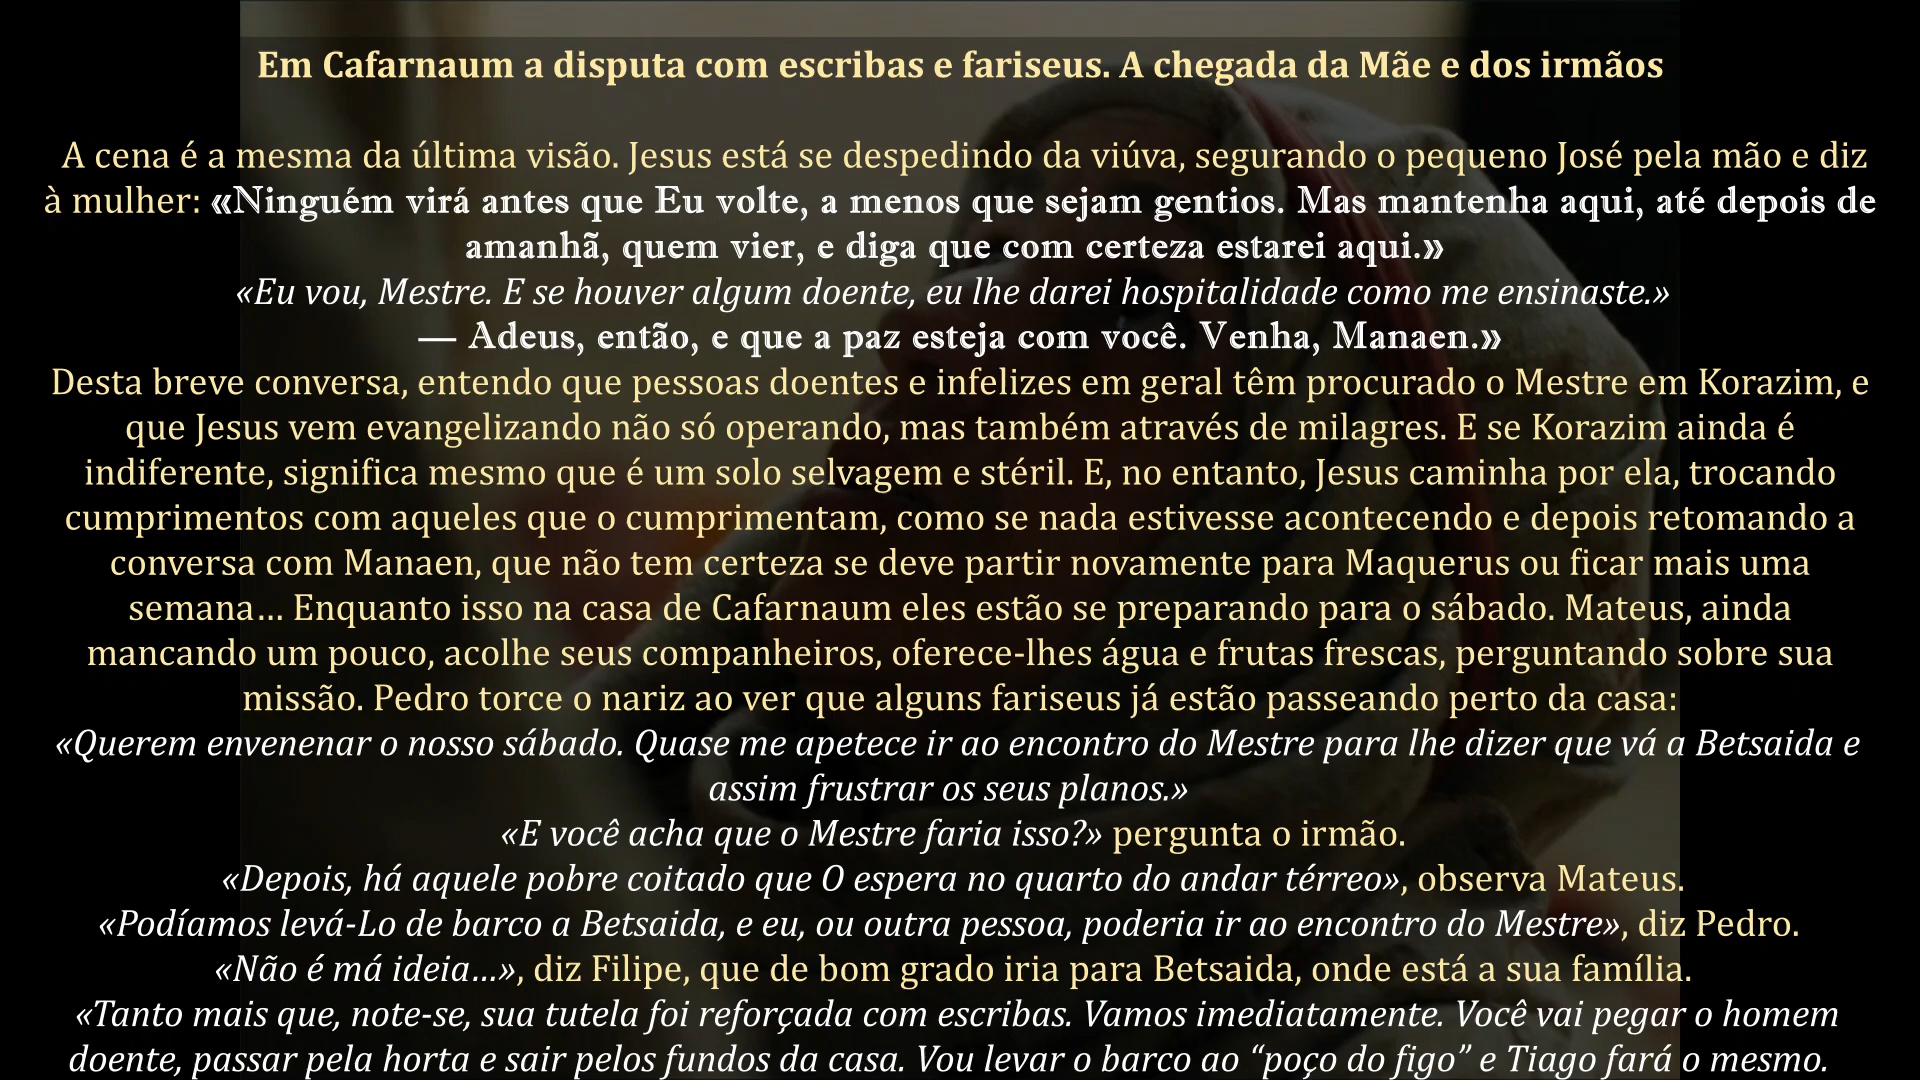 Em Cafarnaum a disputa com escribas e fariseus. A chegada da Mãe e dos irmãos
A cena é a mesma da última visão. Jesus está se despedindo da viúva, segurando o pequeno José pela mão e diz
à mulher: «Ninguém virá antes que Eu volte, a menos que sejam gentios. Mas mantenha aqui, até depois de
amanhã, quem vier, e diga que com certeza estarei aqui.»
«Eu vou, Mestre. E se houver algum doente, eu lhe darei hospitalidade como me ensinaste.»
— Adeus, então, e que a paz esteja com você. Venha, Manaen.»
Desta breve conversa, entendo que pessoas doentes e infelizes em geral têm procurado o Mestre em Korazim, e
que Jesus vem evangelizando não só operando, mas também através de milagres. E se Korazim ainda é
indiferente, significa mesmo que é um solo selvagem e stéril. E, no entanto, Jesus caminha por ela, trocando
cumprimentos com aqueles que o cumprimentam, como se nada estivesse acontecendo e depois retomando a
conversa com Manaen, que não tem certeza se deve partir novamente para Maquerus ou ficar mais uma
semana… Enquanto isso na casa de Cafarnaum eles estão se preparando para o sábado. Mateus, ainda
mancando um pouco, acolhe seus companheiros, oferece-lhes água e frutas frescas, perguntando sobre sua
missão. Pedro torce o nariz ao ver que alguns fariseus já estão passeando perto da casa:
«Querem envenenar o nosso sábado. Quase me apetece ir ao encontro do Mestre para lhe dizer que vá a Betsaida e
assim frustrar os seus planos.»
«E você acha que o Mestre faria isso?» pergunta o irmão.
«Depois, há aquele pobre coitado que O espera no quarto do andar térreo», observa Mateus.
«Podíamos levá-Lo de barco a Betsaida, e eu, ou outra pessoa, poderia ir ao encontro do Mestre», diz Pedro.
«Não é má ideia…», diz Filipe, que de bom grado iria para Betsaida, onde está a sua família.
«Tanto mais que, note-se, sua tutela foi reforçada com escribas. Vamos imediatamente. Você vai pegar o homem
doente, passar pela horta e sair pelos fundos da casa. Vou levar o barco ao “poço do figo” e Tiago fará o mesmo.